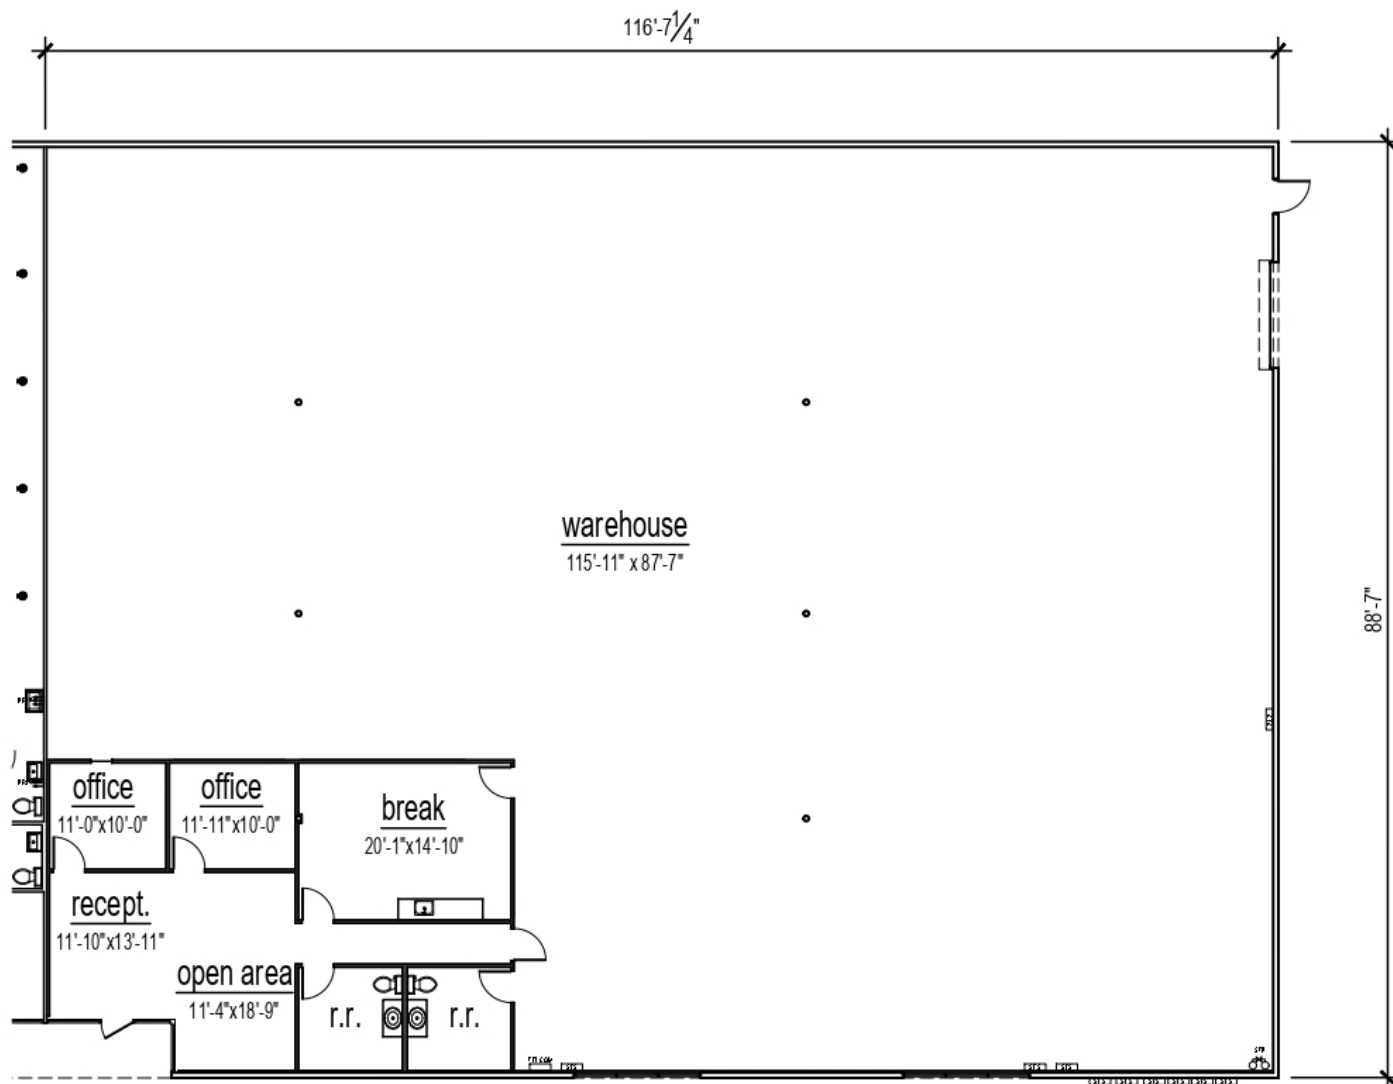 116'-7 1/4"
warehouse
115'-11" x 87'-7"
88'-7"
office
11'-0"x10'-0"
office
11'-11"x10'-0"
break
20'-1"x14'-10"
recept.
11'-10"x13'-11"
open area
11'-4"x18'-9"
r.r.
r.r.